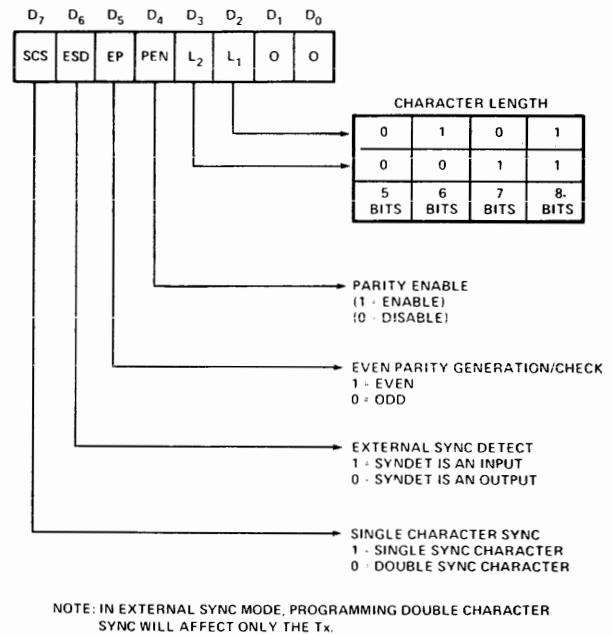 D7 D6 D5 D4 D3 D2 D1 D0
SCS ESD EP PEN L2 L1 0 0
CHARACTER LENGTH
0 1 0 1
0 0 1 1
5 BITS 6 BITS 7 BITS 8- BITS
PARITY ENABLE
(1 - ENABLE)
(0 - DISABLE)
EVEN PARITY GENERATION/CHECK
1 - EVEN
0 = ODD
EXTERNAL SYNC DETECT
1 - SYNDET IS AN INPUT
0 - SYNDET IS AN OUTPUT
SINGLE CHARACTER SYNC
1 - SINGLE SYNC CHARACTER
0 - DOUBLE SYNC CHARACTER
NOTE: IN EXTERNAL SYNC MODE, PROGRAMMING DOUBLE CHARACTER
SYNC WILL AFFECT ONLY THE Tx.